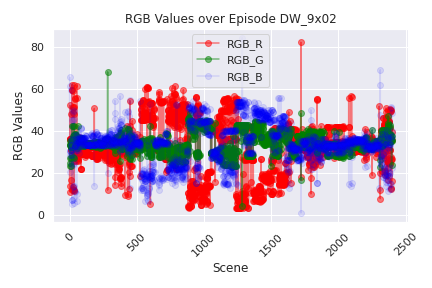 RGB Values over Episode DW_9x02
RGB Values
80
60
40
20
0
RGB_R
RGB_G
RGB_B
0
500
1000
1500
2000
2500
Scene